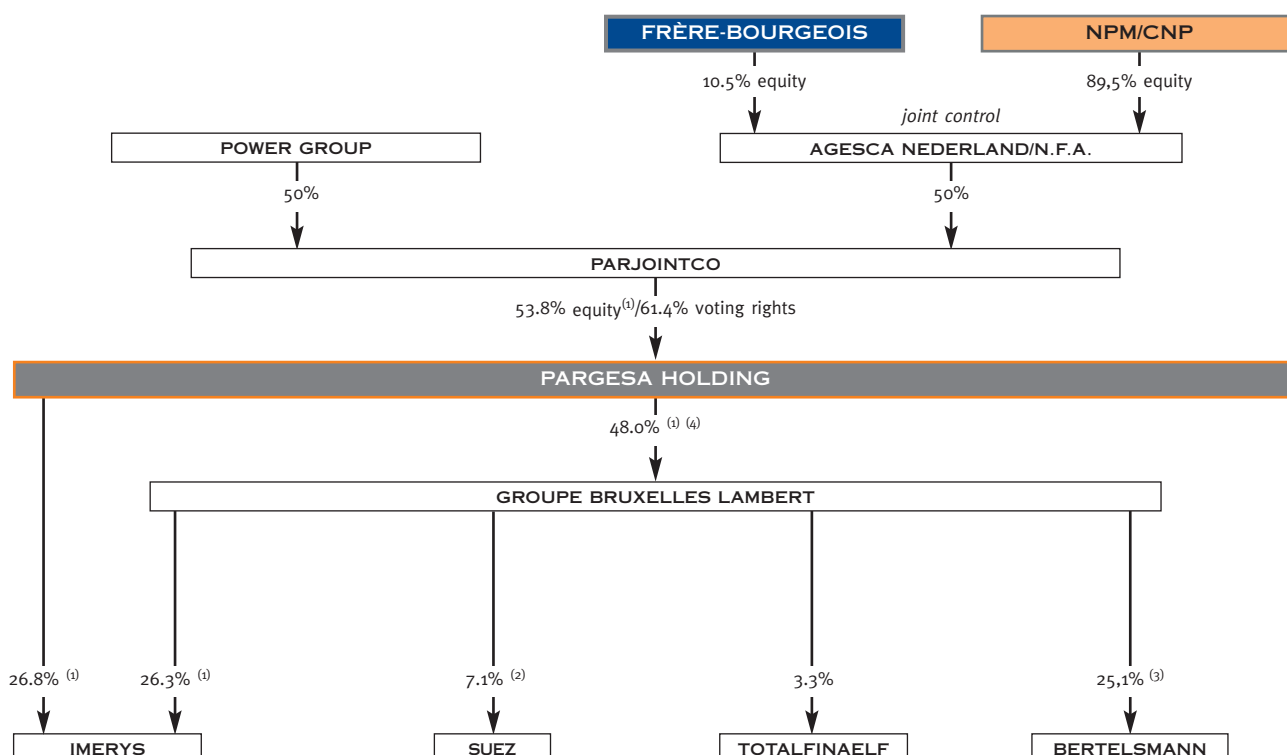 FRÈRE-BOURGEOIS
NPM/CNP
10.5% equity
89,5% equity
joint control
POWER GROUP
AGESCA NEDERLAND/N.F.A.
50%
50%
PARJOINTCO
53.8% equity(1)/61.4% voting rights
PARGESA HOLDING
48.0% (1) (4)
GROUPE BRUXELLES LAMBERT
26.8% (1)
26.3% (1)
7.1% (2)
3.3%
25,1% (3)
IMERYS
SUEZ
TOTALFINAELF
BERTELSMANN